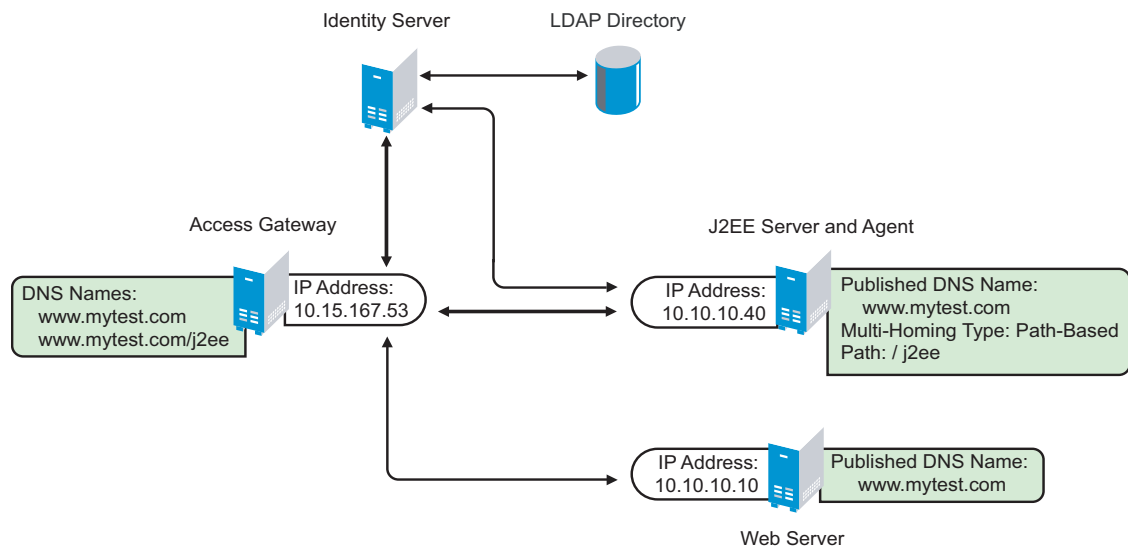 Identity Server
LDAP Directory
Access Gateway
J2EE Server and Agent
DNS Names:
www.mytest.com
www.mytest.com/j2ee
IP Address:
10.15.167.53
IP Address:
10.10.10.40
Published DNS Name:
www.mytest.com
Multi-Homing Type: Path-Based
Path: / j2ee
IP Address:
10.10.10.10
Published DNS Name:
www.mytest.com
Web Server